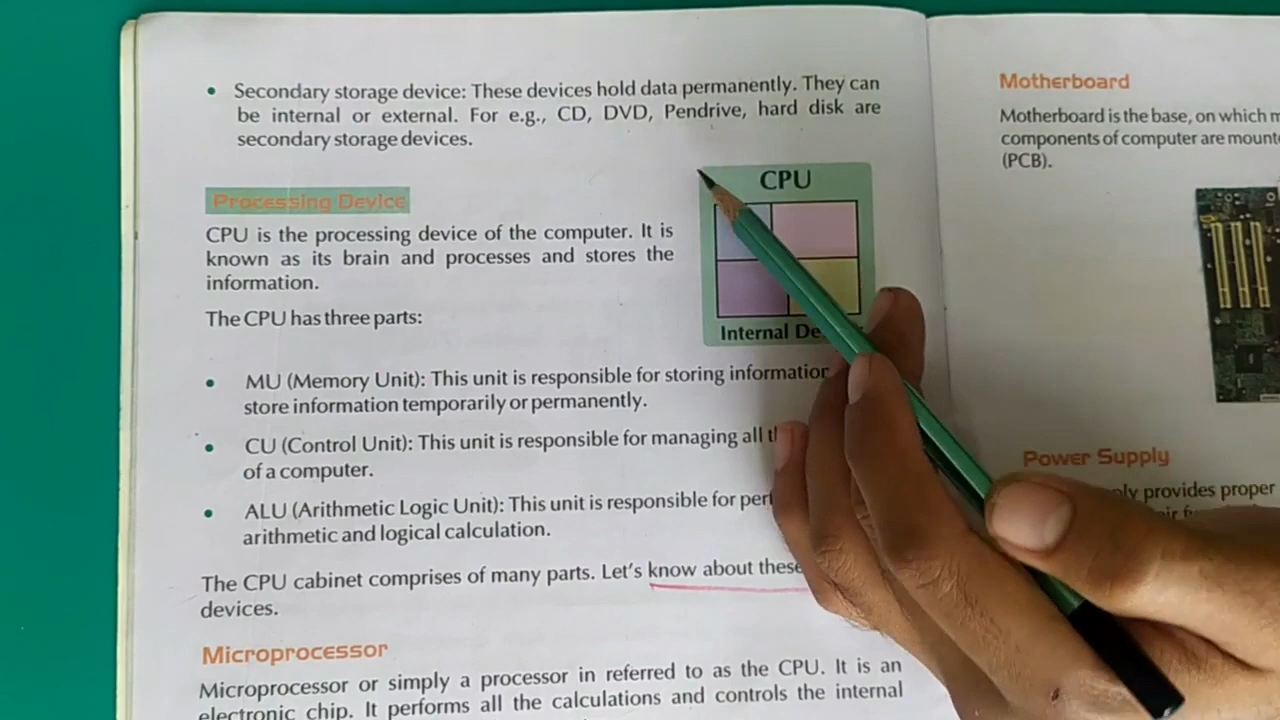 • Secondary storage device: These devices hold data permanently. They can
be internal or external. For e.g., CD, DVD, Pendrive, hard disk are
secondary storage devices.
Processing Device
CPU is the processing device of the computer. It is
known as its brain and processes and stores the
information.
The CPU has three parts:
CPU
Internal
• MU (Memory Unit): This unit is responsible for storing information
store information temporarily or permanently.
• CU (Control Unit): This unit is responsible for managing all
of a computer.
• ALU (Arithmetic Logic Unit): This unit is responsible for
arithmetic and logical calculation.
The CPU cabinet comprises of many parts. Let's know about these
devices.
Microprocessor
Microprocessor or simply a processor in referred to as the CPU. It is an
electronic chip. It performs all the calculations and controls the internal
Motherboard
Motherboard is the base, on which
components of computer are
(PCB).
Power Supply
provides proper